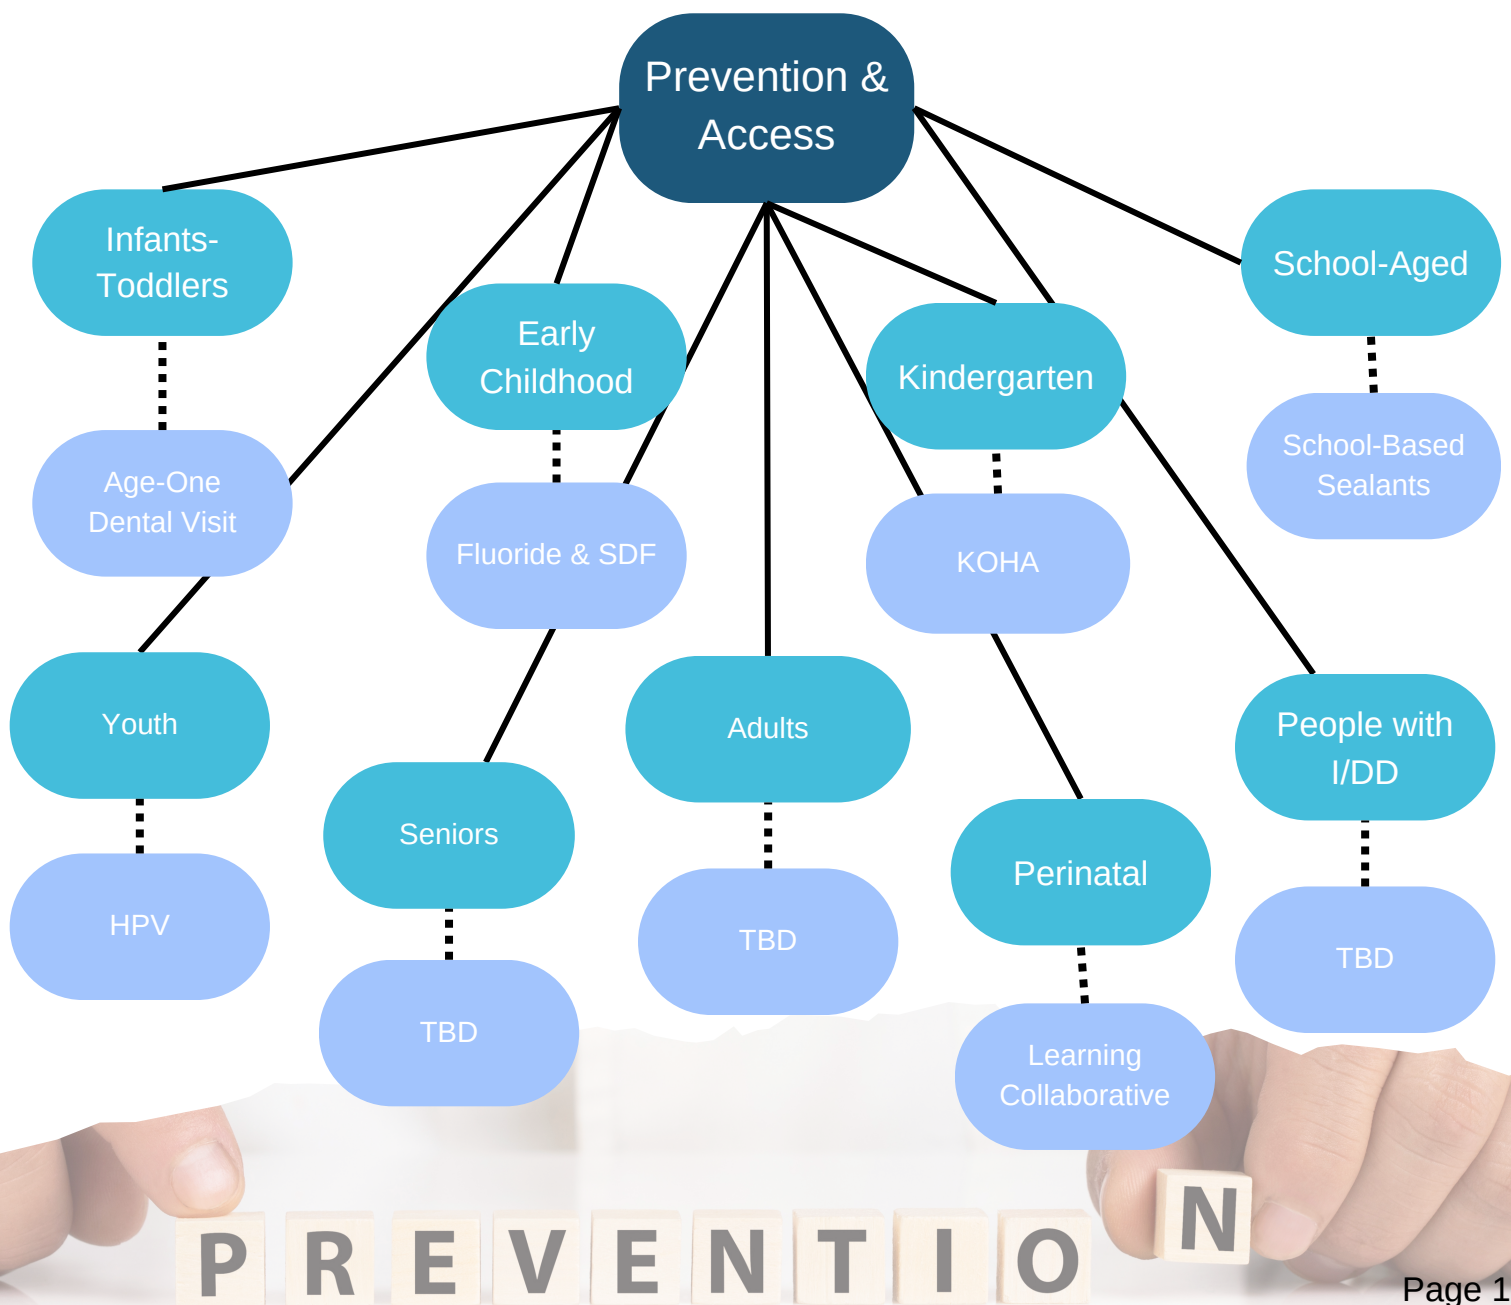 Prevention &
Access
Infants-
Toddlers
School-Aged
Early
Childhood
Kindergarten
Age-One
Dental Visit
School-Based
Sealants
Fluoride & SDF
KOHA
Youth
Adults
People with
I/DD
Seniors
Perinatal
HPV
TBD
TBD
TBD
Learning
Collaborative
PREVENTION
Page 1